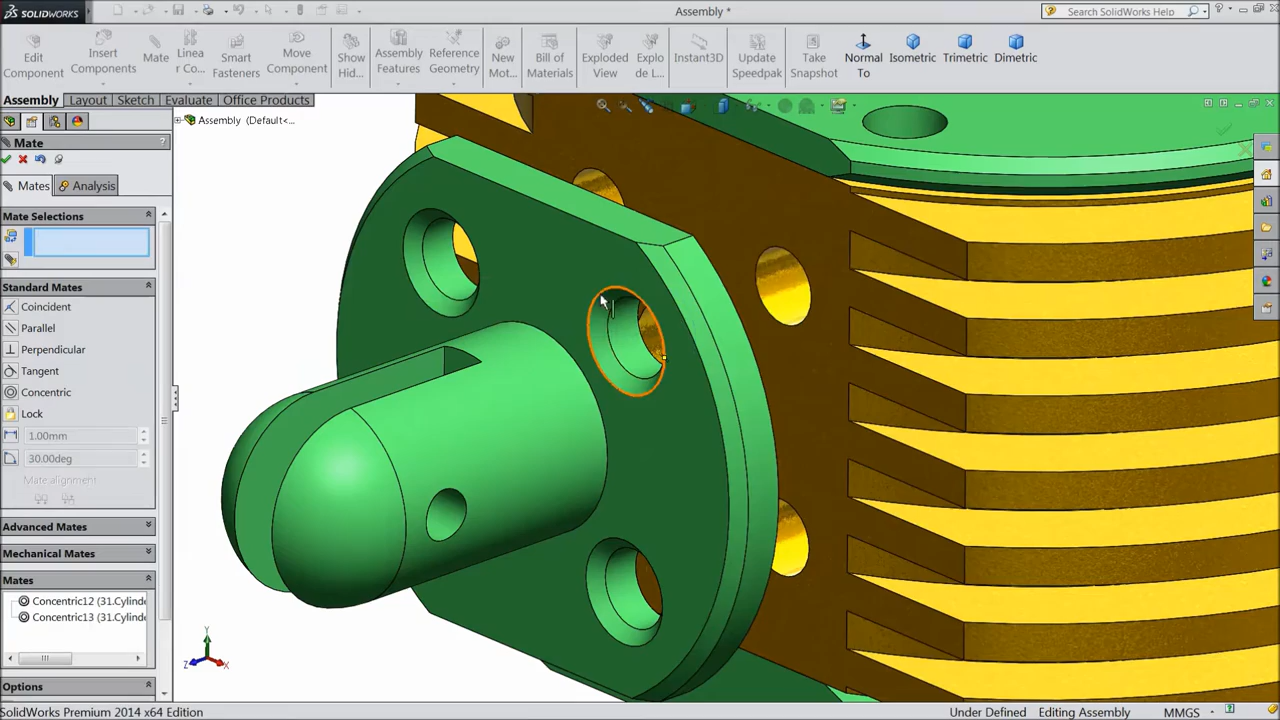 SOLIDWORKS
Assembly *
Search SolidWorks Help
Edit Component
Insert Components
Mate
Linea r Co...
Smart Fasteners
Move Component
Show Hid...
Assembly Features
Reference Geometry
New Mot...
Bill of Materials
Exploded View
Explo de L...
Instant3D
Update Speedpak
Take Snapshot
Normal To
Isometric
Trimetric
Dimetric
Assembly Layout Sketch Evaluate Office Products
Assembly (Default<...
Mate ?
Mates Analysis
Mate Selections
Standard Mates
Coincident
Parallel
Perpendicular
Tangent
Concentric
Lock
1.00mm
30.00deg
Mate alignment
Advanced Mates
Mechanical Mates
Mates
Concentric12 (31.Cylinde
Concentric13 (31.Cylinde
Options
Y
Z
X
SolidWorks Premium 2014 x64 Edition
Under Defined Editing Assembly MMGS